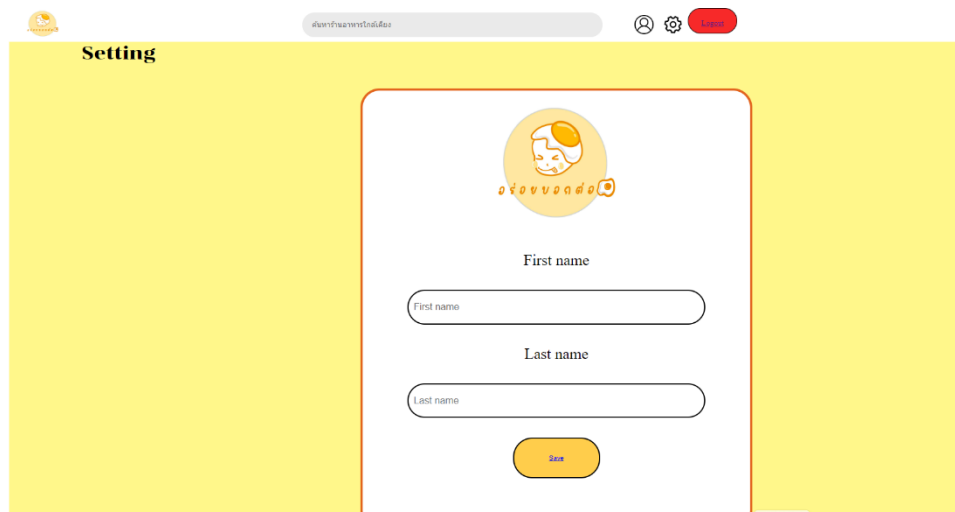 ค้นหาร้านอาหารใกล้เคียง
Logout
Setting
อร่อยบอกต่อ
First name
First name
Last name
Last name
Save